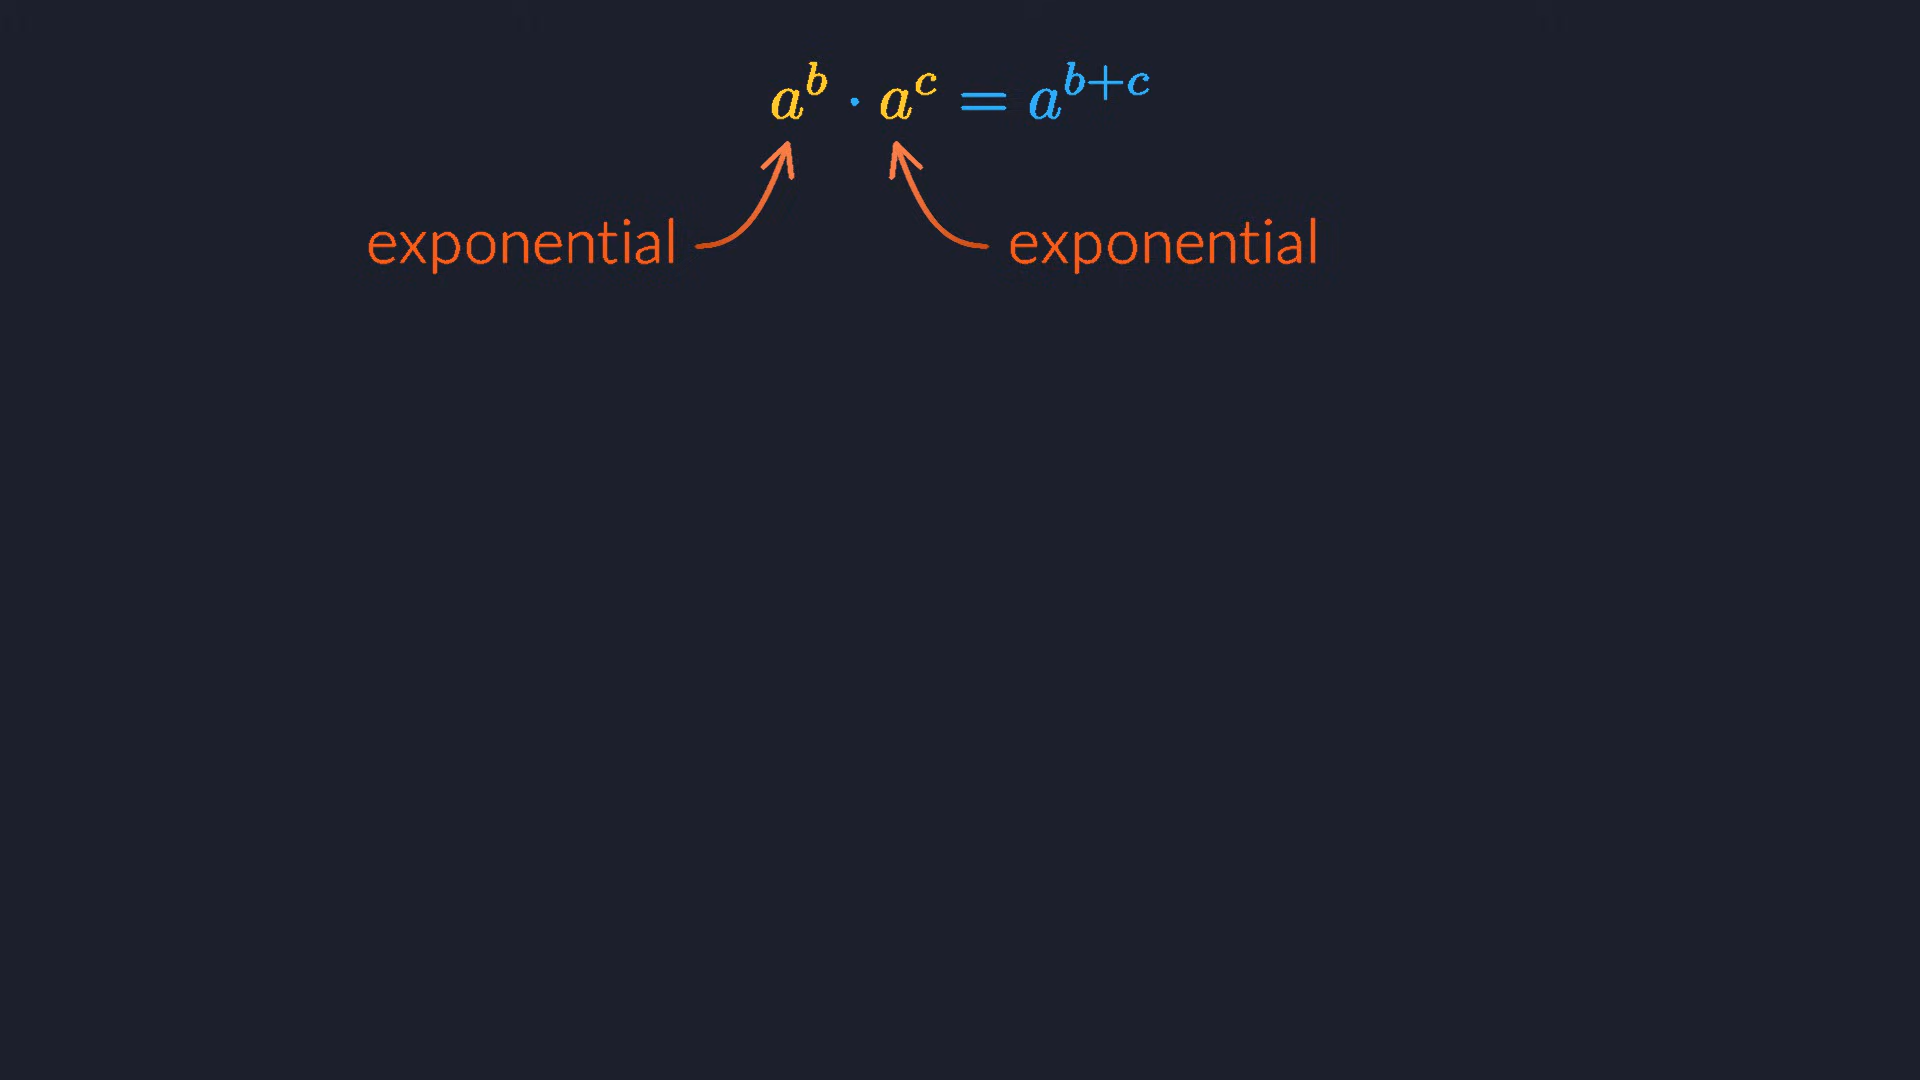 a^b · a^c = a^{b+c}
exponential exponential